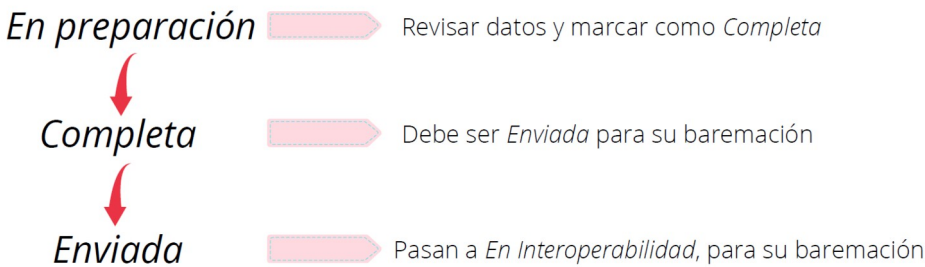 En preparación
Revisar datos y marcar como Completa
Completa
Debe ser Enviada para su baremación
Enviada
Pasan a En Interoperabilidad, para su baremación